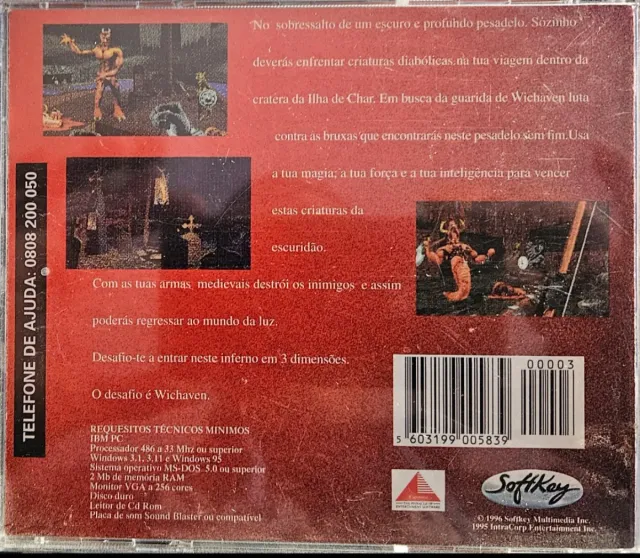 "No sobressalto de um escuro e profundo pesadelo. Sózinho
deverás enfrentar criaturas diabólicas na tua viagem dentro da
cratéra da Ilha de Char. Em busca da guarida de Wichaven luta
contra as bruxas que encontrarás neste pesadelo sem fim.Usa
a tua magia; a tua força e a tua inteligência para vencer
estas criaturas da
escuridão.
Com as tuas armas medievais destrói os inimigos e assim
poderás regressar ao mundo da luz.
Desafio-te a entrar neste inferno em 3 dimensões.
O desafio é Wichaven.
TELEFONE DE AJUDA: 0808 200 050
REQUESITOS TÉCNICOS MINIMOS
IBM PC
Processador 486 a 33 Mhz ou superior
Windows 3.1, 3.11 e Windows 95
Sistema operativo MS-DOS 5.0 ou superior
2 Mb de memória RAM
Monitor VGA a 256 cores
Disco duro
Leitor de Cd Rom
Placa de som Sound Blaster ou compatível
00003
5 603199 005839
SoftKey
© 1996 Softkey Multimedia Inc.
1995 IntraCorp Entertainment Inc.